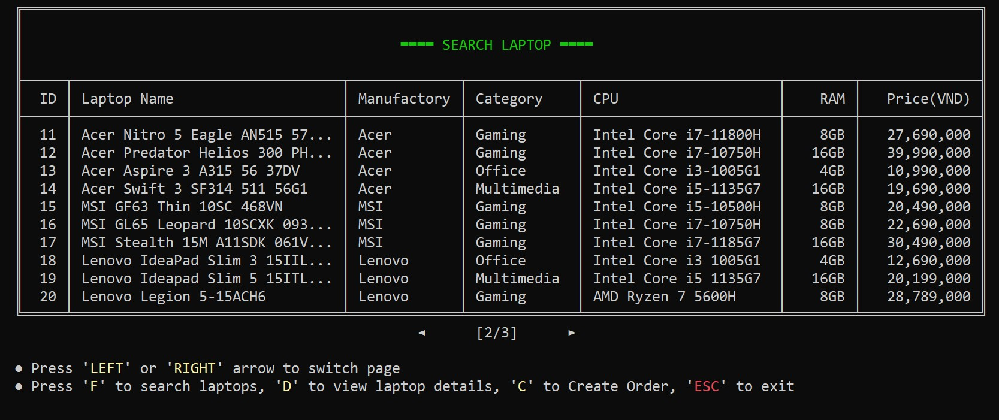 ---- SEARCH LAPTOP ----
ID Laptop Name Manufactory Category CPU RAM Price(VND)
11 Acer Nitro 5 Eagle AN515 57... Acer Gaming Intel Core i7-11800H 8GB 27,690,000
12 Acer Predator Helios 300 PH... Acer Gaming Intel Core i7-10750H 16GB 39,990,000
13 Acer Aspire 3 A315 56 37DV Acer Office Intel Core i3-1005G1 4GB 10,990,000
14 Acer Swift 3 SF314 511 56G1 Acer Multimedia Intel Core i5-1135G7 16GB 19,690,000
15 MSI GF63 Thin 10SC 468VN MSI Gaming Intel Core i5-10500H 8GB 20,490,000
16 MSI GL65 Leopard 10SCXK 093... MSI Gaming Intel Core i7-10750H 8GB 22,690,000
17 MSI Stealth 15M A11SDK 061V... MSI Gaming Intel Core i7-1185G7 16GB 30,490,000
18 Lenovo IdeaPad Slim 3 15IIL... Lenovo Office Intel Core i3 1005G1 4GB 12,690,000
19 Lenovo Ideapad Slim 5 15ITL... Lenovo Multimedia Intel Core i5 1135G7 16GB 20,199,000
20 Lenovo Legion 5-15ACH6 Lenovo Gaming AMD Ryzen 7 5600H 8GB 28,789,000
◄ [2/3] ►
● Press 'LEFT' or 'RIGHT' arrow to switch page
● Press 'F' to search laptops, 'D' to view laptop details, 'C' to Create Order, 'ESC' to exit